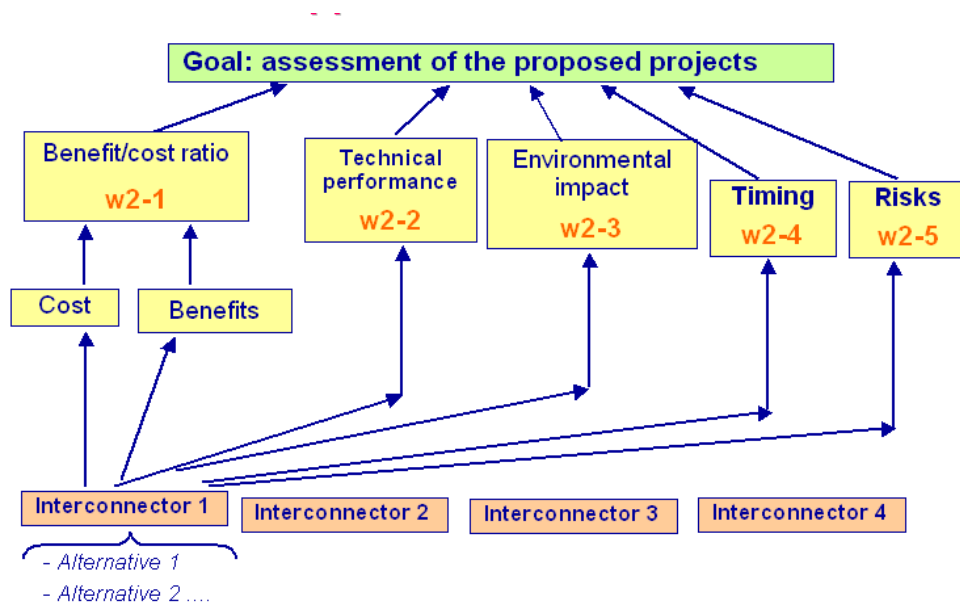 Goal: assessment of the proposed projects
Benefit/cost ratio
w2-1
Technical
performance
w2-2
Environmental
impact
w2-3
Timing
w2-4
Risks
w2-5
Cost
Benefits
Interconnector 1
Interconnector 2
Interconnector 3
Interconnector 4
- Alternative 1
- Alternative 2 ....